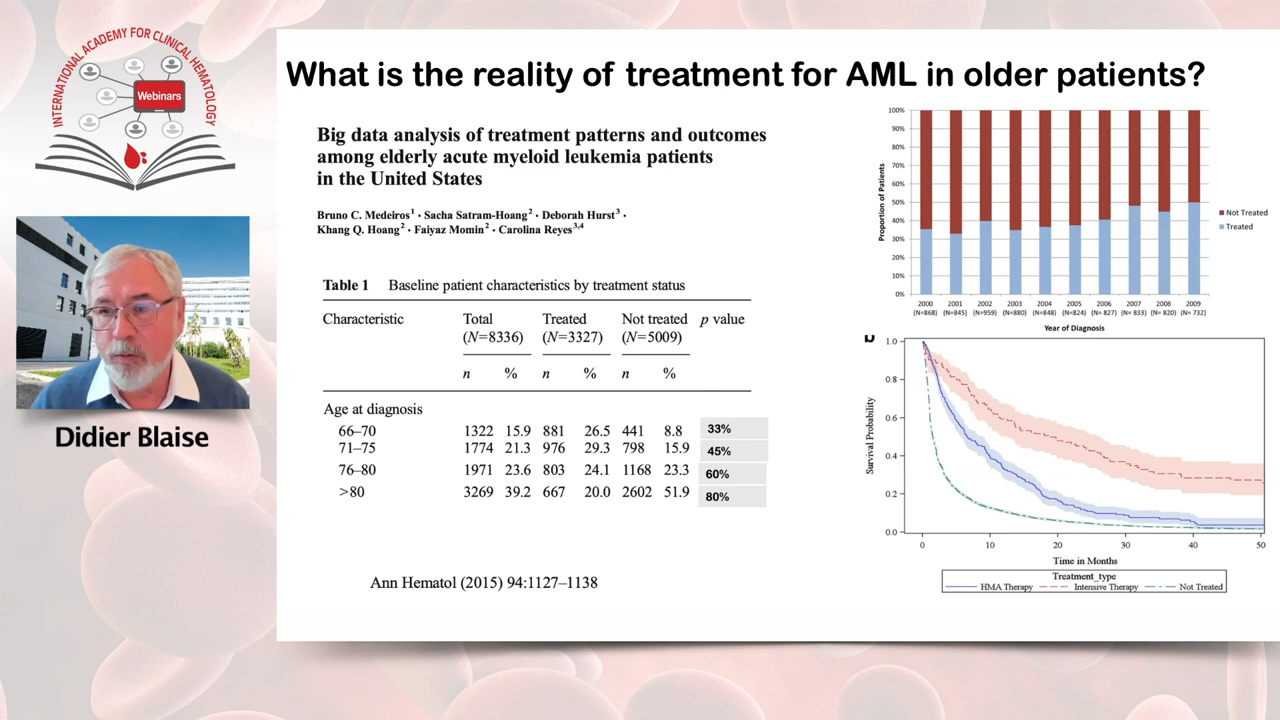 INTERNATIONAL ACADEMY FOR CLINICAL HEMATOLOGY
Webinars
Didier Blaise
What is the reality of treatment for AML in older patients?
Big data analysis of treatment patterns and outcomes
among elderly acute myeloid leukemia patients
in the United States
Bruno C. Medeiros1 · Sacha Satram-Hoang2 · Deborah Hurst3 ·
Khang Q. Hoang2 · Faiyaz Momin2 · Carolina Reyes3,4
Table 1 Baseline patient characteristics by treatment status
Characteristic Total Treated Not treated p value
(N=8336) (N=3327) (N=5009)
n % n % n %
Age at diagnosis
66–70 1322 15.9 881 26.5 441 8.8 33%
71–75 1774 21.3 976 29.3 798 15.9 45%
76–80 1971 23.6 803 24.1 1168 23.3 60%
>80 3269 39.2 667 20.0 2602 51.9 80%
Ann Hematol (2015) 94:1127–1138
Proportion of Patients
100%
90%
80%
70%
60%
50%
40%
30%
20%
10%
0%
2000 2001 2002 2003 2004 2005 2006 2007 2008 2009
(N=868) (N=845) (N=959) (N=880) (N=848) (N=824) (N= 827) (N= 833) (N= 820) (N= 732)
Year of Diagnosis
Not Treated
Treated
b
Survival Probability
1.0
0.8
0.6
0.4
0.2
0.0
0 10 20 30 40 50
Time in Months
Treatment_type
HMA Therapy Intensive Therapy Not Treated